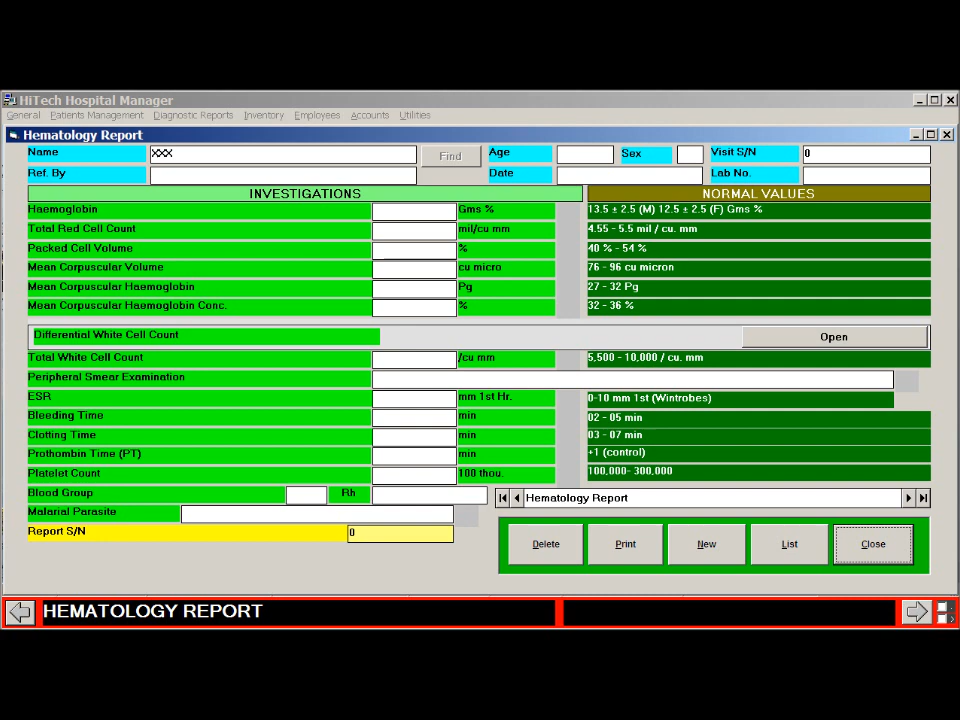 HiTech Hospital Manager
General Patients Management Diagnostic Reports Inventory Employees Accounts Utilities
Hematology Report
Name XXX Find Age Sex Visit S/N 0
Ref. By Date Lab No.
INVESTIGATIONS NORMAL VALUES
Haemoglobin Gms % 13.5 ± 2.5 (M) 12.5 ± 2.5 (F) Gms %
Total Red Cell Count mil/cu mm 4.55 - 5.5 mil / cu. mm
Packed Cell Volume % 40 % - 54 %
Mean Corpuscular Volume cu micro 76 - 96 cu micron
Mean Corpuscular Haemoglobin Pg 27 - 32 Pg
Mean Corpuscular Haemoglobin Conc. % 32 - 36 %
Differential White Cell Count Open
Total White Cell Count /cu mm 5,500 - 10,000 / cu. mm
Peripheral Smear Examination
ESR mm 1st Hr. 0-10 mm 1st (Wintrobes)
Bleeding Time min 02 - 05 min
Clotting Time min 03 - 07 min
Prothombin Time (PT) min +1 (control)
Platelet Count 100 thou. 100,000- 300,000
Blood Group Rh Hematology Report
Malarial Parasite
Report S/N 0
Delete Print New List Close
HEMATOLOGY REPORT